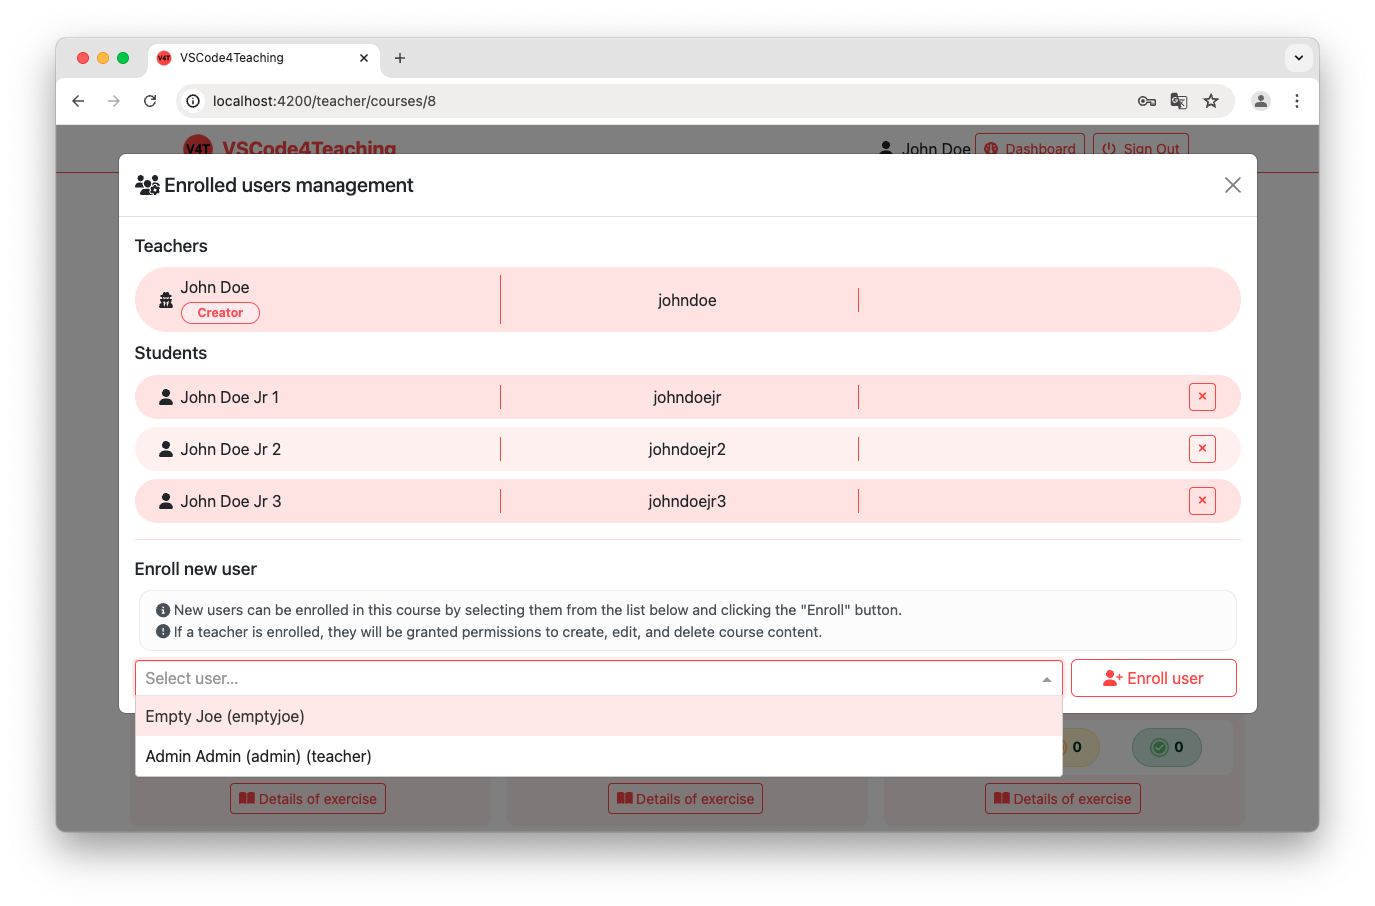 VSCode4Teaching
localhost:4200/teacher/courses/8
V4T VSCode4Teaching
John Doe Dashboard Sign Out
Enrolled users management
Teachers
John Doe
Creator
johndoe
Students
John Doe Jr 1 johndoejr
John Doe Jr 2 johndoejr2
John Doe Jr 3 johndoejr3
Enroll new user
New users can be enrolled in this course by selecting them from the list below and clicking the "Enroll" button.
If a teacher is enrolled, they will be granted permissions to create, edit, and delete course content.
Select user...
Enroll user
Empty Joe (emptyjoe)
Admin Admin (admin) (teacher)
0 0
Details of exercise Details of exercise Details of exercise